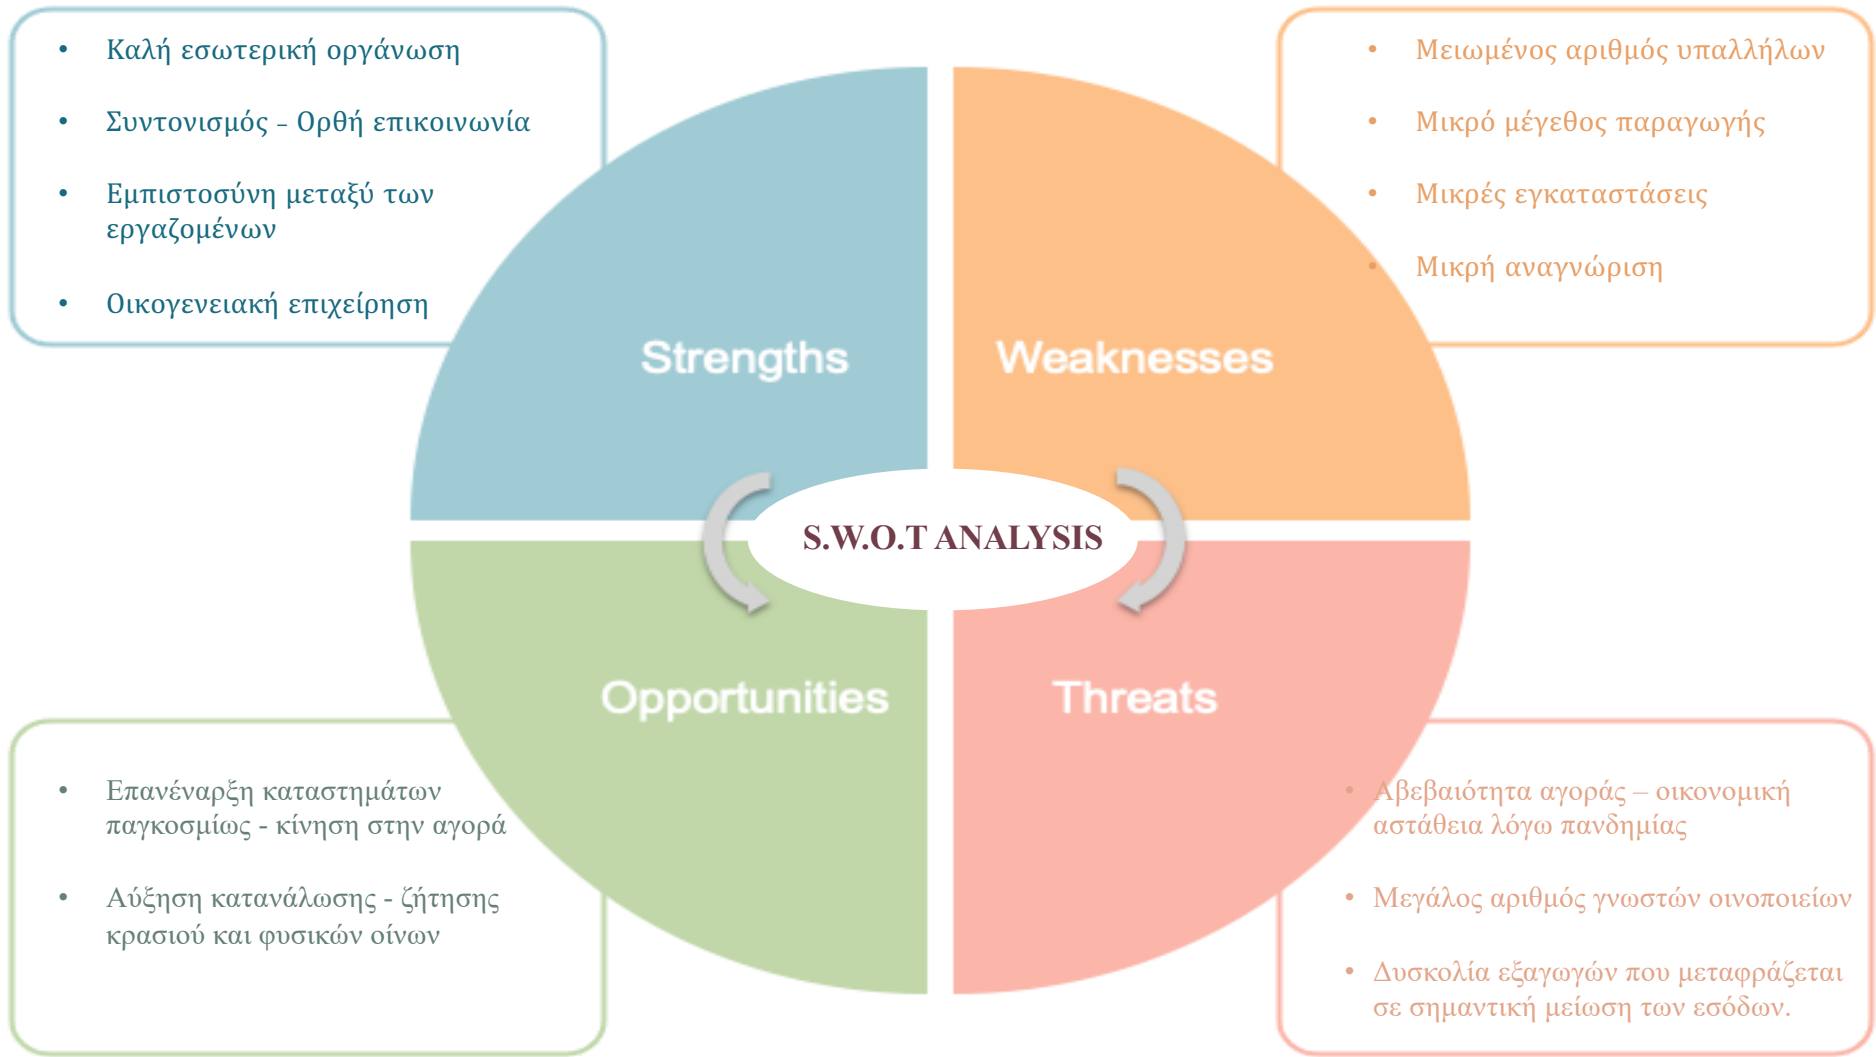 • Καλή εσωτερική οργάνωση
• Συντονισμός – Ορθή επικοινωνία
• Εμπιστοσύνη μεταξύ των
εργαζομένων
• Οικογενειακή επιχείρηση
• Μειωμένος αριθμός υπαλλήλων
• Μικρό μέγεθος παραγωγής
• Μικρές εγκαταστάσεις
• Μικρή αναγνώριση
Strengths
Weaknesses
S.W.O.T ANALYSIS
Opportunities
Threats
• Επανέναρξη καταστημάτων
παγκοσμίως - κίνηση στην αγορά
• Αύξηση κατανάλωσης - ζήτησης
κρασιού και φυσικών οίνων
• Αβεβαιότητα αγοράς – οικονομική
αστάθεια λόγω πανδημίας
• Μεγάλος αριθμός γνωστών οινοποιείων
• Δυσκολία εξαγωγών που μεταφράζεται
σε σημαντική μείωση των εσόδων.